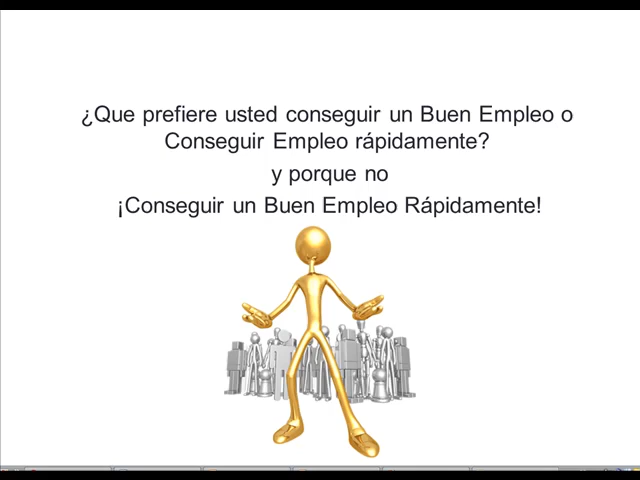 ¿Que prefiere usted conseguir un Buen Empleo o
Conseguir Empleo rápidamente?
y porque no
¡Conseguir un Buen Empleo Rápidamente!